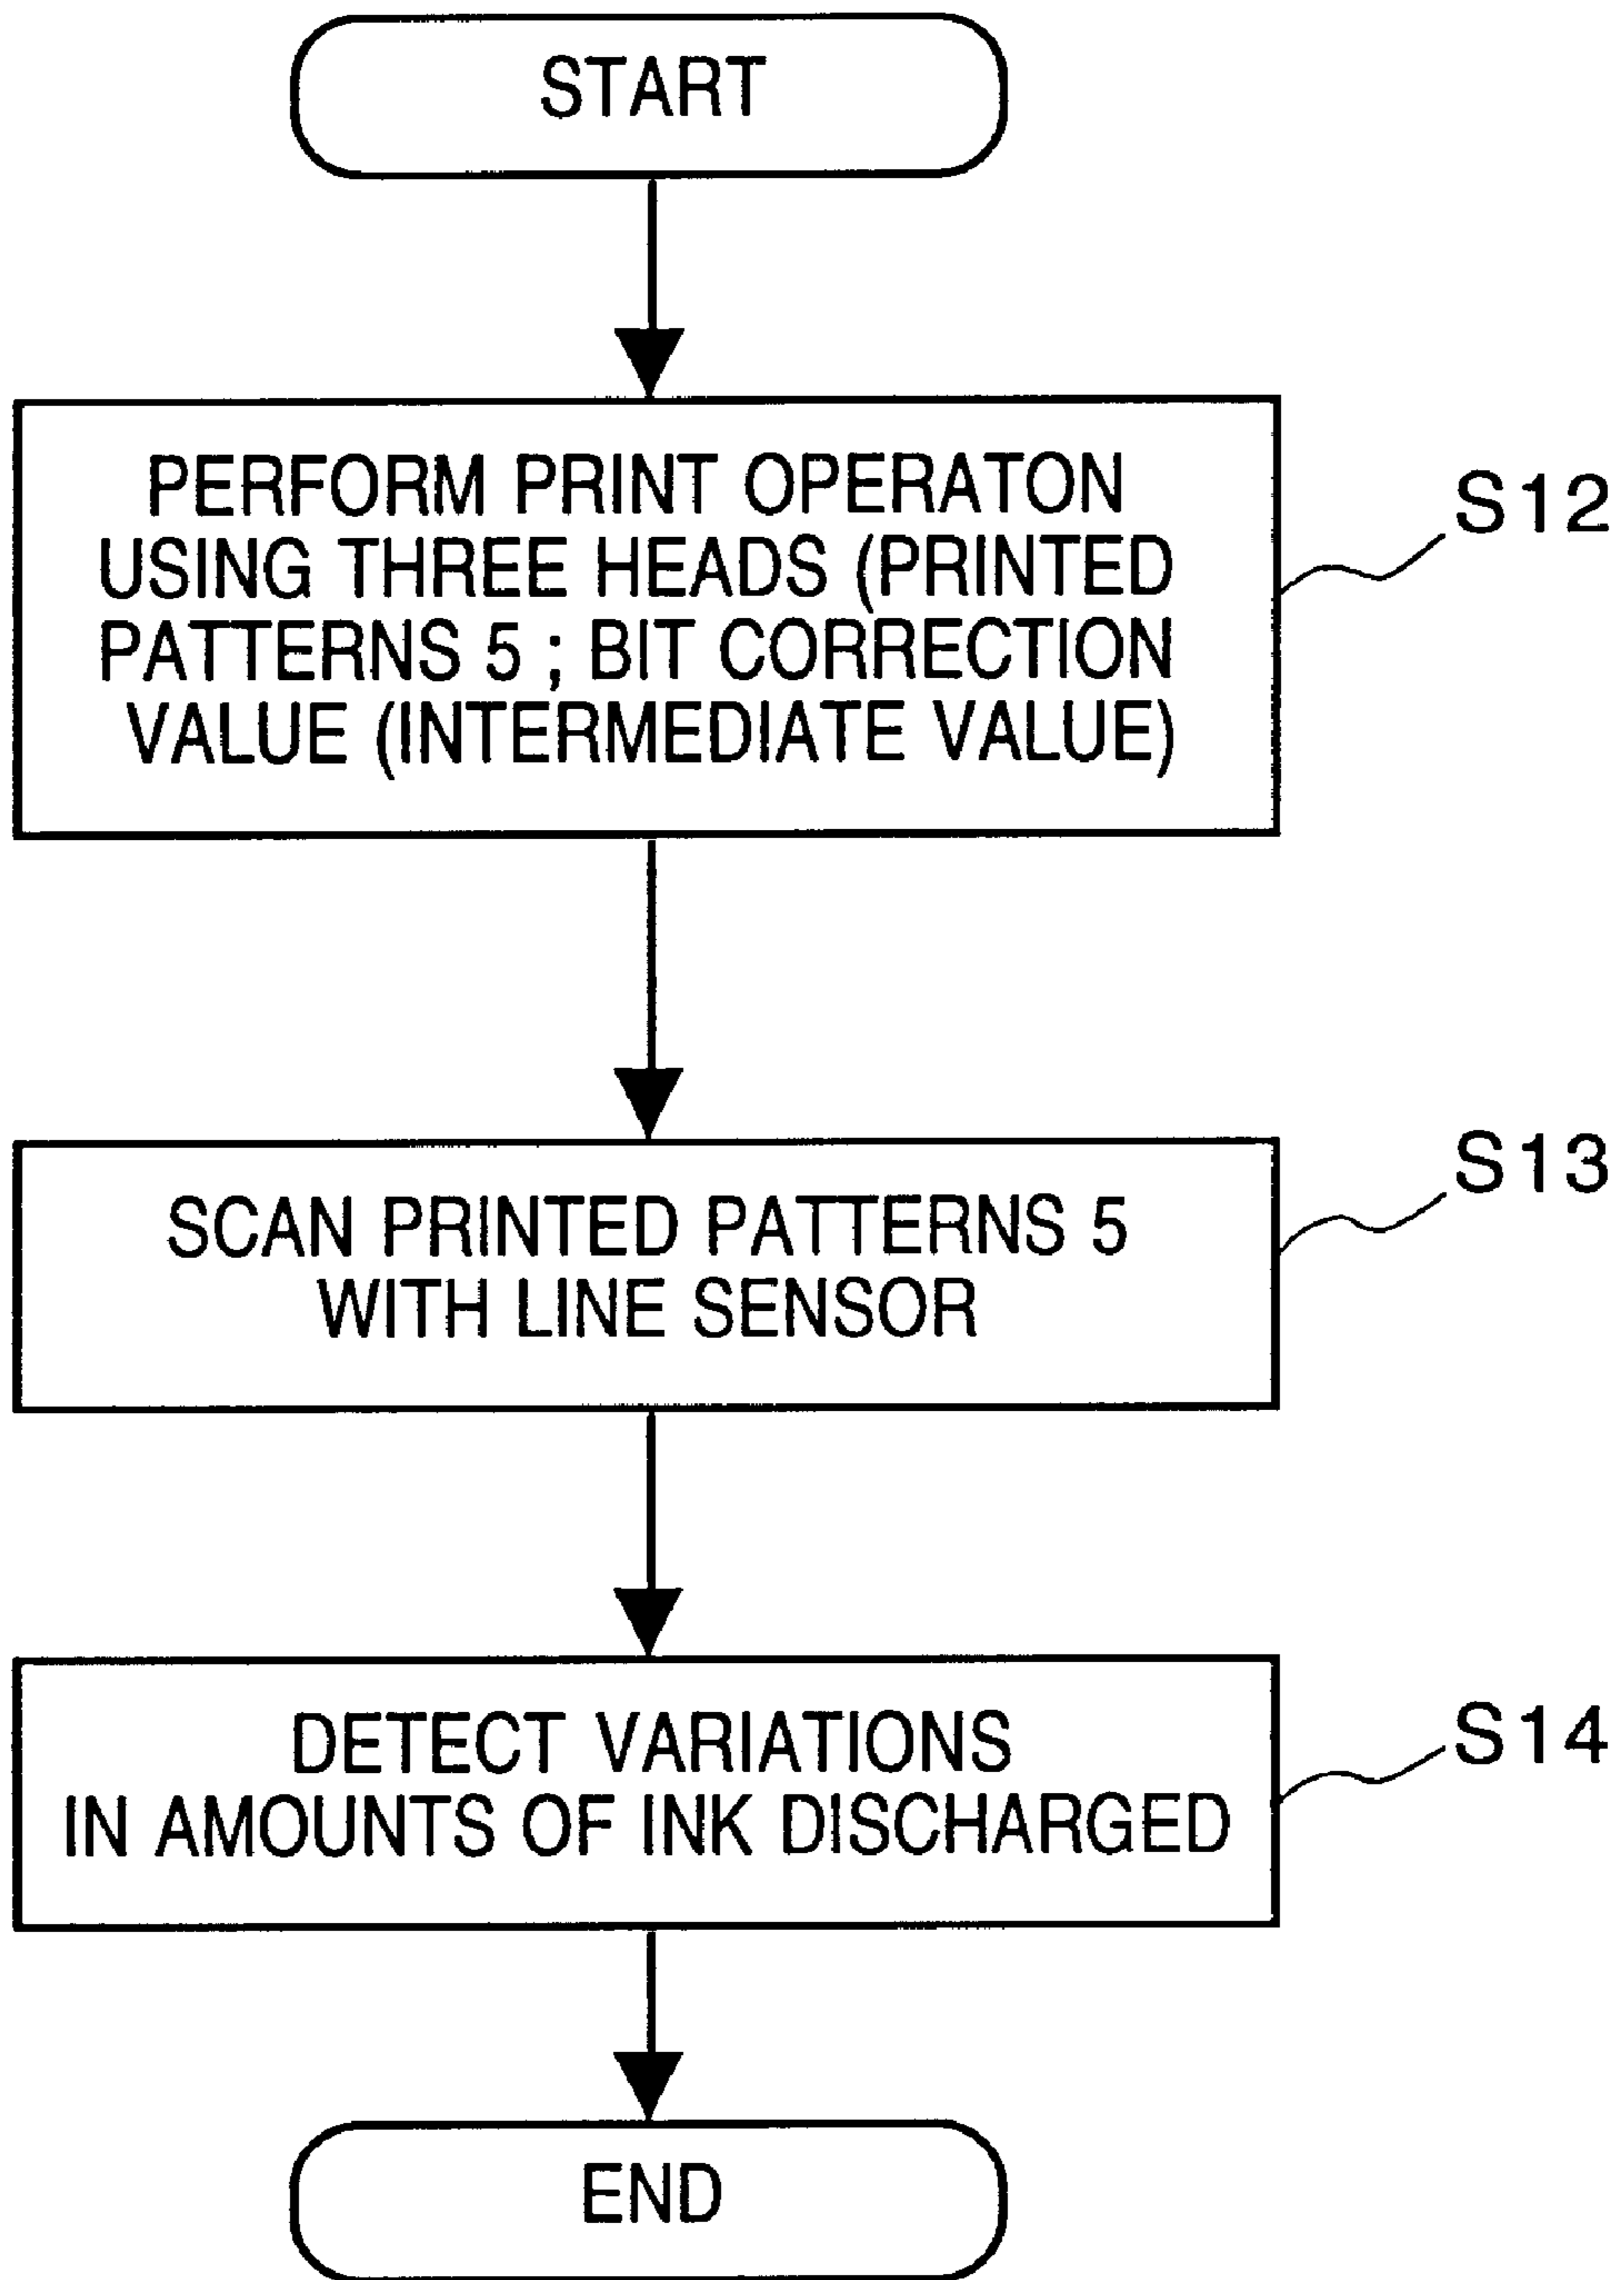 START
PERFORM PRINT OPERATON
USING THREE HEADS (PRINTED
PATTERNS 5 ; BIT CORRECTION
VALUE (INTERMEDIATE VALUE)
S12
SCAN PRINTED PATTERNS 5
WITH LINE SENSOR
S13
DETECT VARIATIONS
IN AMOUNTS OF INK DISCHARGED
S14
END